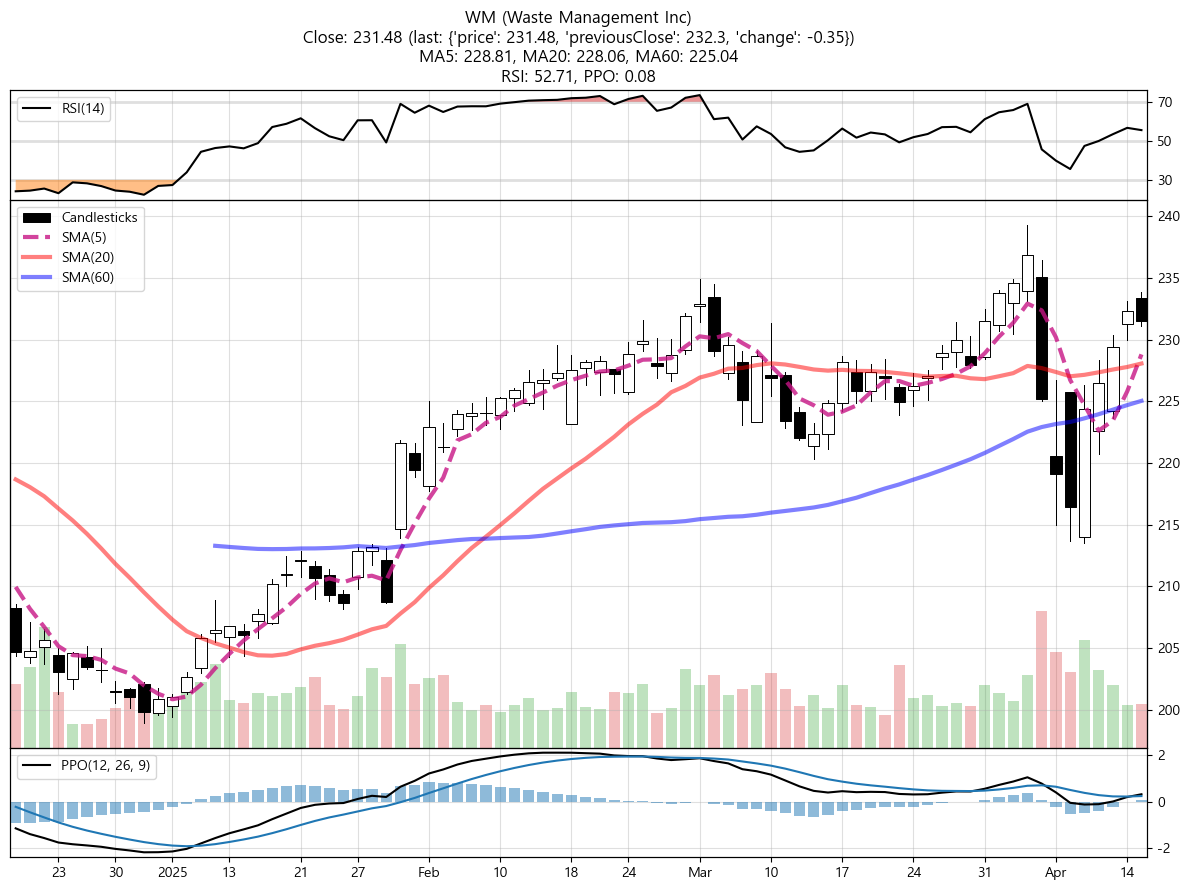 WM (Waste Management Inc)
Close: 231.48 (last: {'price': 231.48, 'previousClose': 232.3, 'change': -0.35})
MA5: 228.81, MA20: 228.06, MA60: 225.04
RSI: 52.71, PPO: 0.08
RSI(14)
70
50
30
Candlesticks
SMA(5)
SMA(20)
SMA(60)
240
235
230
225
220
215
210
205
200
PPO(12, 26, 9)
2
0
-2
23 30 2025 13 21 27 Feb 10 18 24 Mar 10 17 24 31 Apr 14